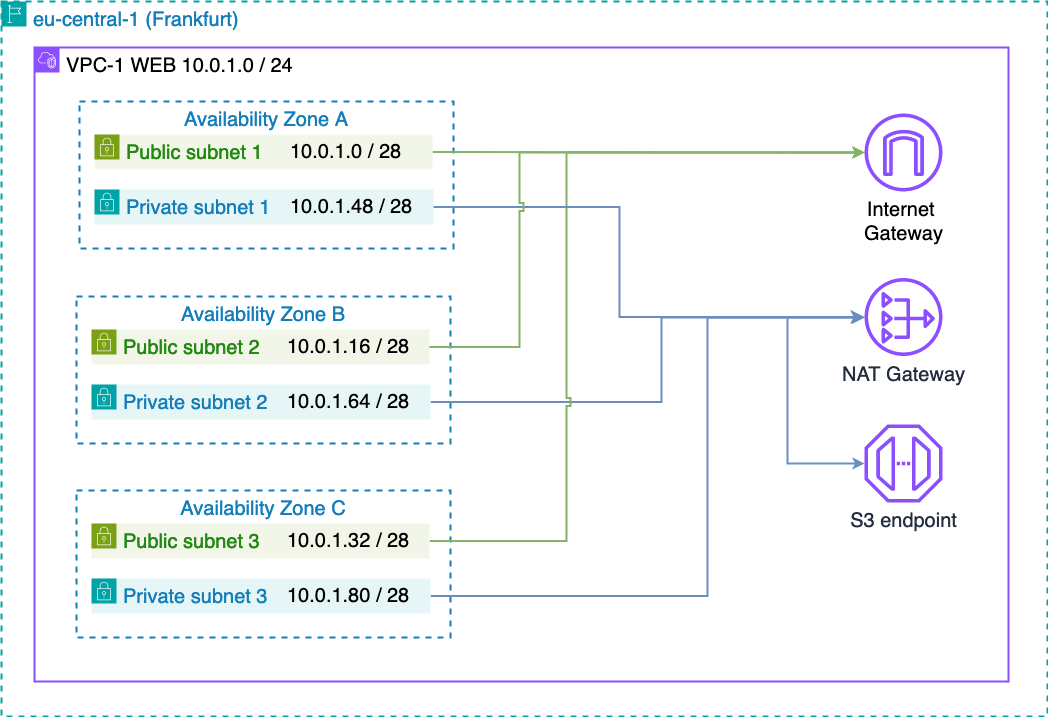 eu-central-1 (Frankfurt)
VPC-1 WEB 10.0.1.0 / 24
Availability Zone A
Public subnet 1 10.0.1.0 / 28
Private subnet 1 10.0.1.48 / 28
Internet
Gateway
Availability Zone B
Public subnet 2 10.0.1.16 / 28
Private subnet 2 10.0.1.64 / 28
NAT Gateway
Availability Zone C
Public subnet 3 10.0.1.32 / 28
Private subnet 3 10.0.1.80 / 28
S3 endpoint